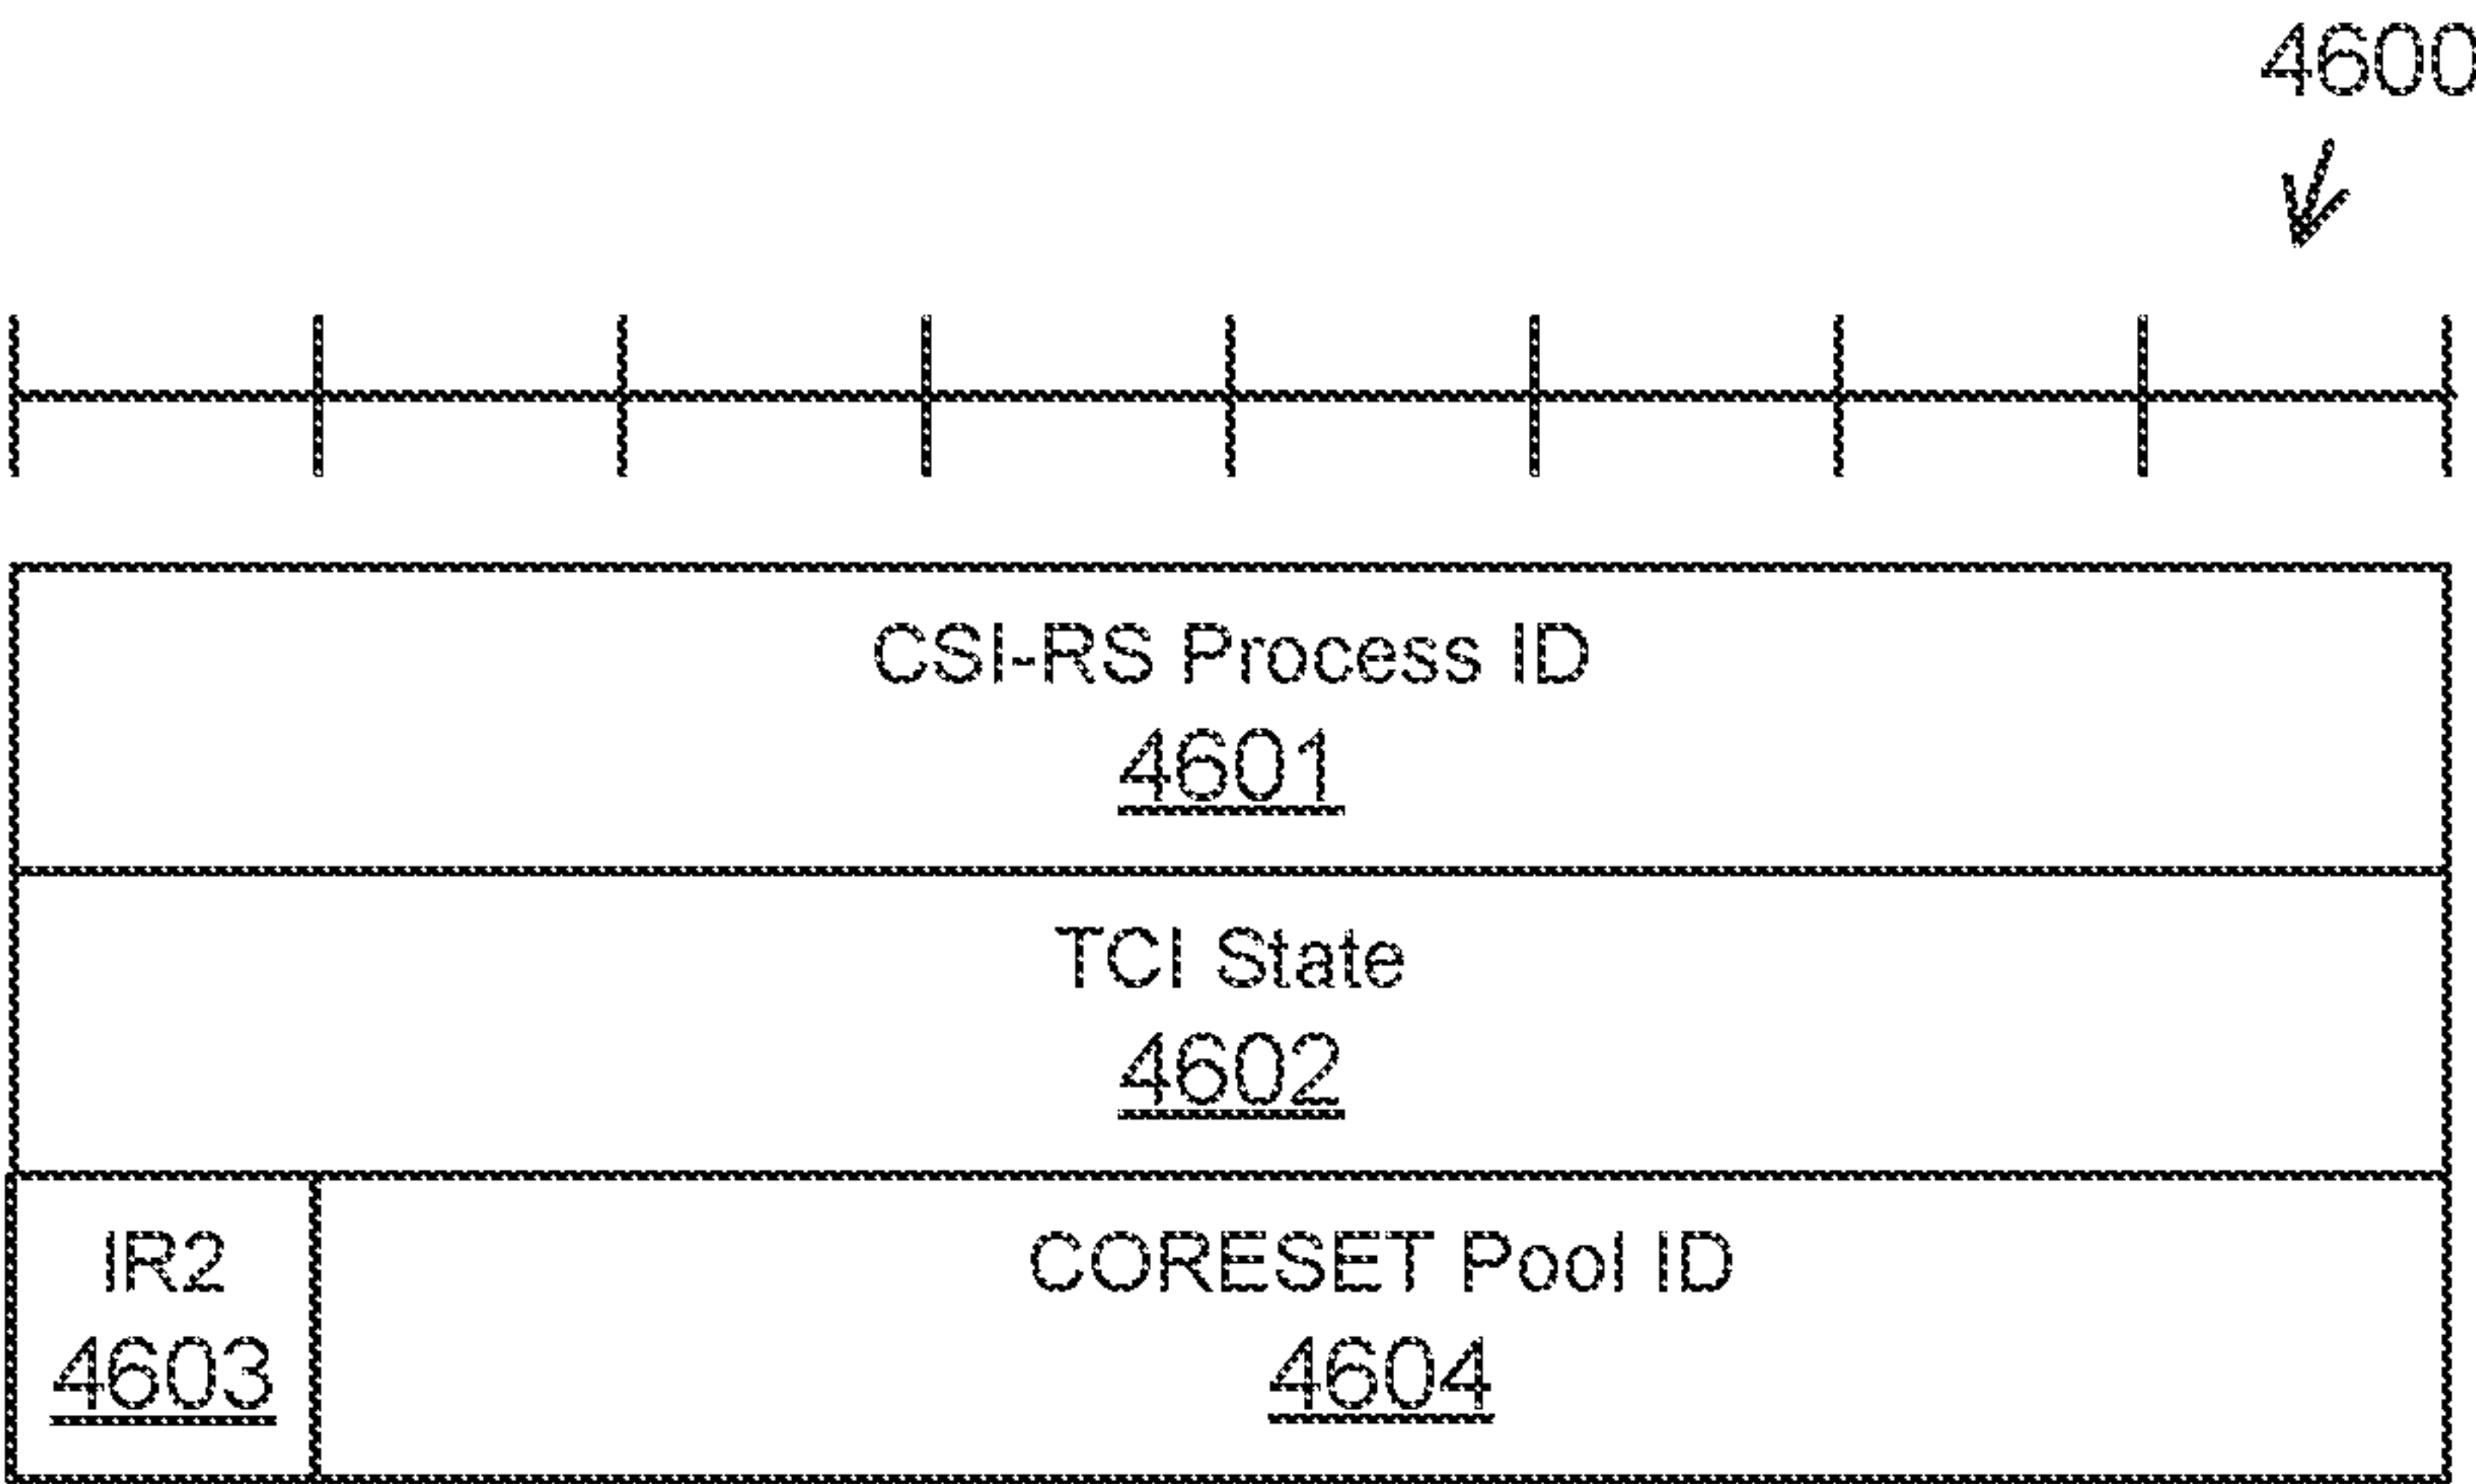 4600
CSI-RS Process ID
4601
TCI State
4602
IR2
4603
CORESET Pool ID
4604